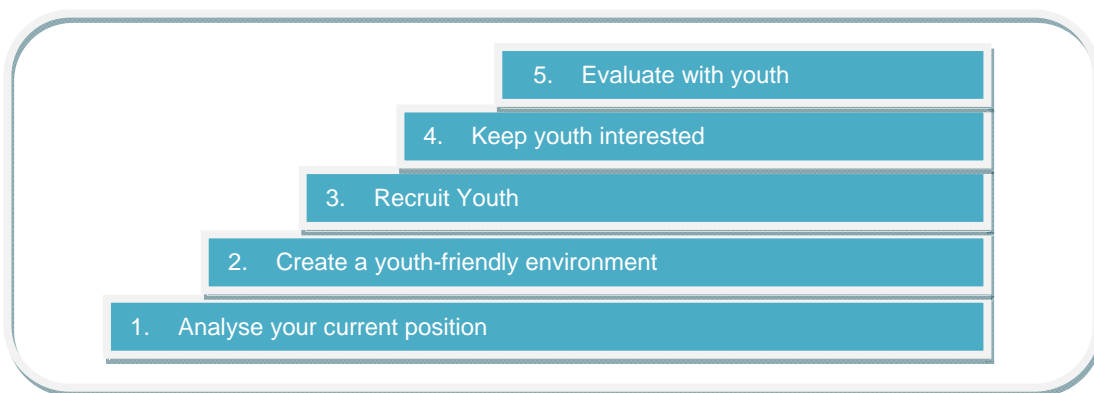 5. Evaluate with youth
4. Keep youth interested
3. Recruit Youth
2. Create a youth-friendly environment
1. Analyse your current position